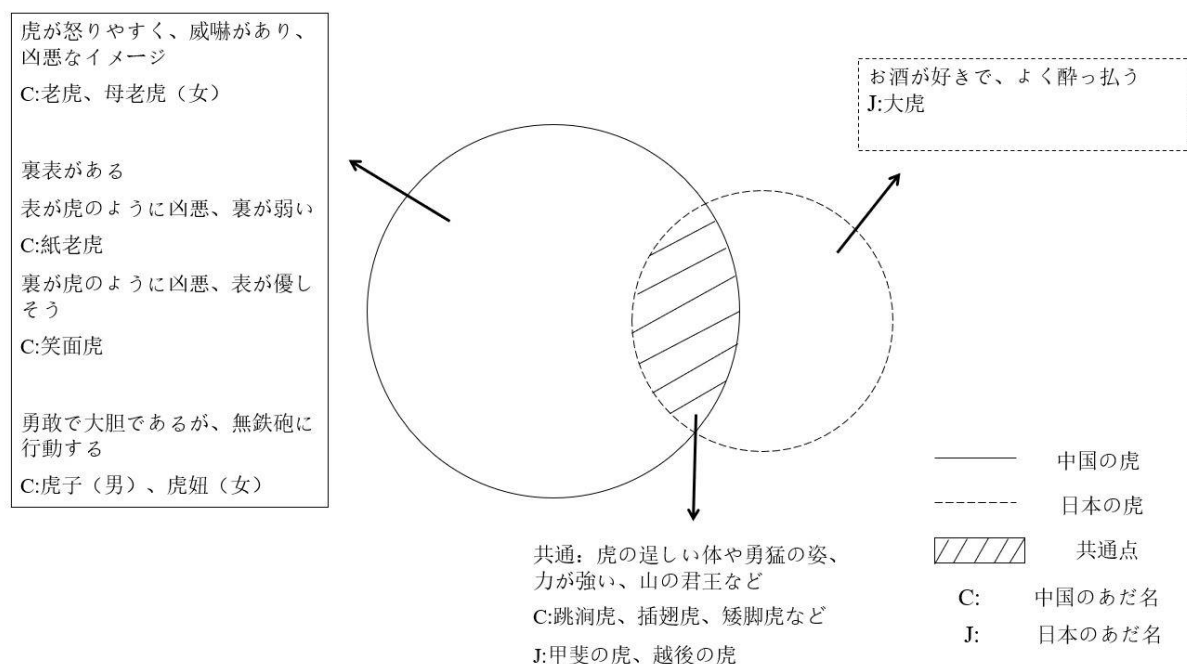 虎が怒りやすく、威嚇があり、
凶悪なイメージ
C:老虎、母老虎（女）
裏表がある
表が虎のように凶悪、裏が弱い
C:紙老虎
裏が虎のように凶悪、表が優し
そう
C:笑面虎
勇敢で大胆であるが、無鉄砲に
行動する
C:虎子（男）、虎妞（女）
お酒が好きで、よく酔っ払う
J:大虎
共通：虎の逞しい体や勇猛の姿、
力が強い、山の君王など
C:跳涧虎、插翅虎、矮脚虎など
J:甲斐の虎、越後の虎
中国の虎
日本の虎
共通点
C: 中国のあだ名
J: 日本のあだ名